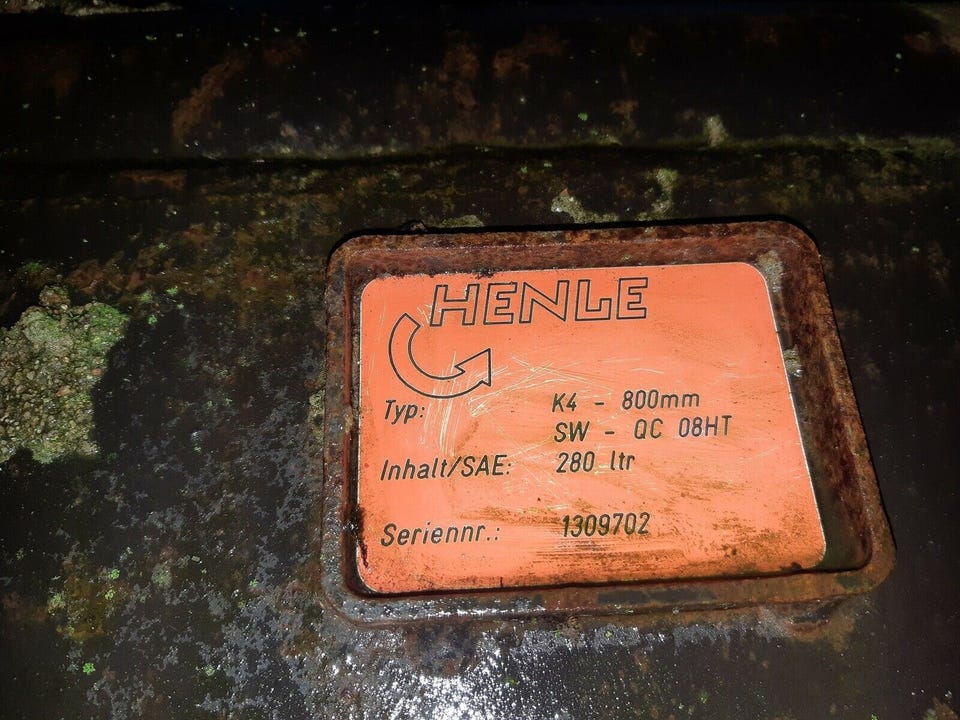 HENLE
Typ: K4 - 800mm
SW - QC 08HT
Inhalt/SAE: 280 ltr
Seriennr.: 1309702